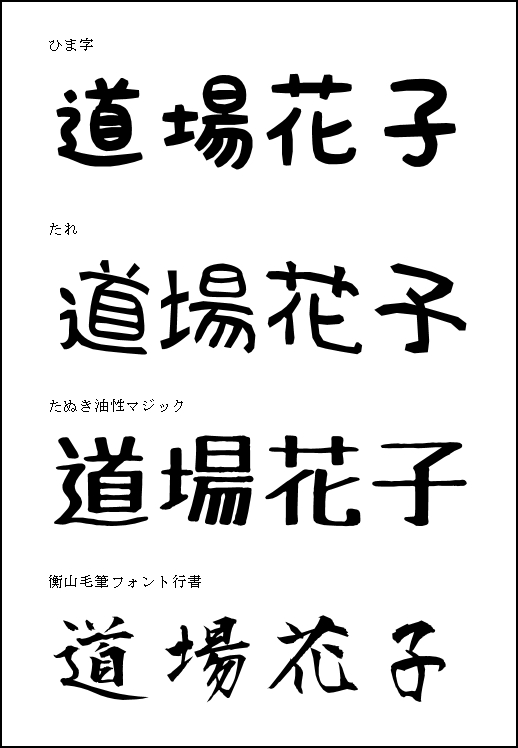 ひま字
道場花子
たれ
道場花子
たぬき油性マジック
道場花子
衡山毛筆フォント行書
道場花子